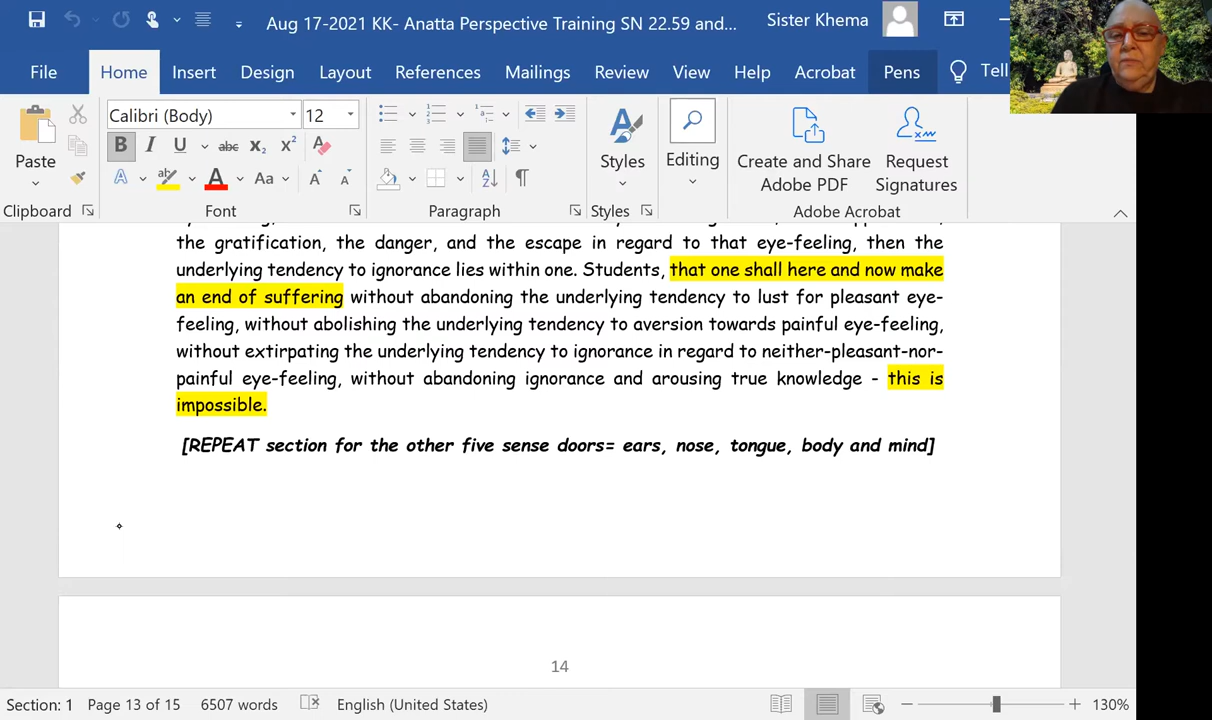 Aug 17-2021 KK- Anatta Perspective Training SN 22.59 and...
Sister Khema
File Home Insert Design Layout References Mailings Review View Help Acrobat Pens Tell
Calibri (Body) 12
B I U abc x₂ x²
A A Aa A A
Paste
Styles
Editing
Create and Share
Adobe PDF
Request
Signatures
Clipboard Font Paragraph Styles Adobe Acrobat
the gratification, the danger, and the escape in regard to that eye-feeling, then the
underlying tendency to ignorance lies within one. Students, that one shall here and now make
an end of suffering without abandoning the underlying tendency to lust for pleasant eye-
feeling, without abolishing the underlying tendency to aversion towards painful eye-feeling,
without extirpating the underlying tendency to ignorance in regard to neither-pleasant-nor-
painful eye-feeling, without abandoning ignorance and arousing true knowledge - this is
impossible.
[REPEAT section for the other five sense doors= ears, nose, tongue, body and mind]
14
Section: 1 Page 13 of 15 6507 words English (United States) 130%